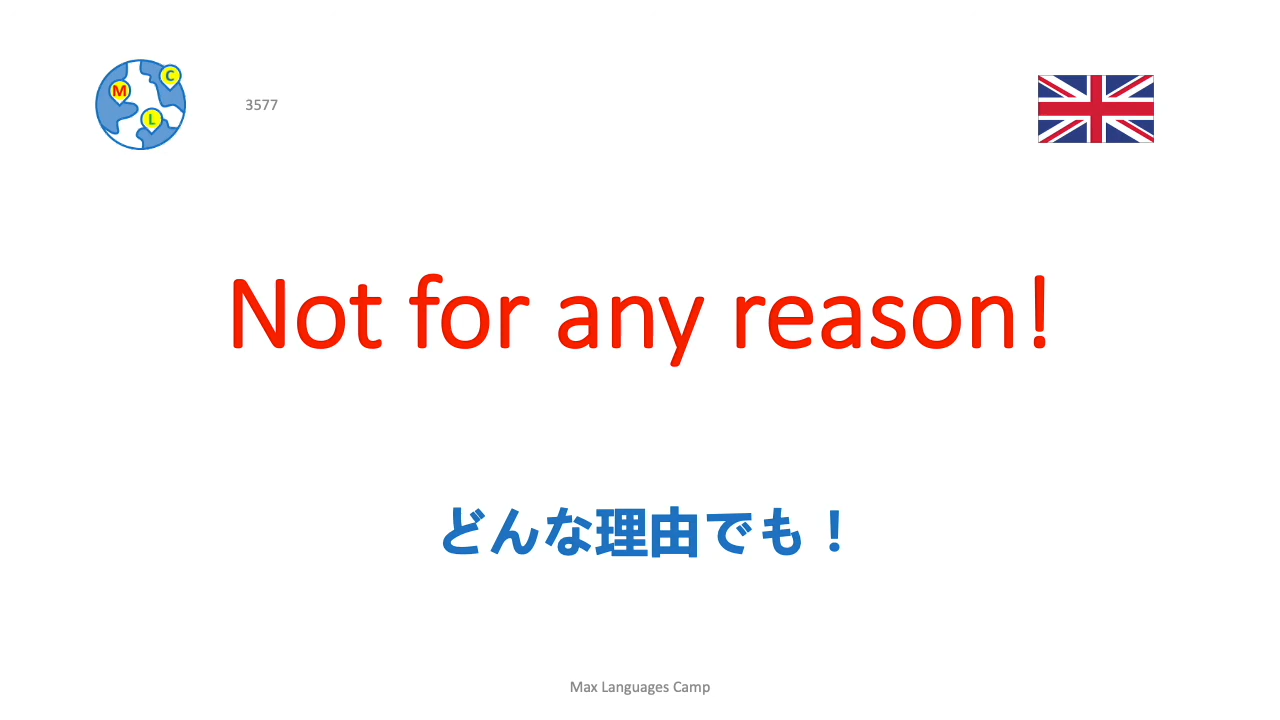 M
C
L
3577
Not for any reason!
どんな理由でも！
Max Languages Camp